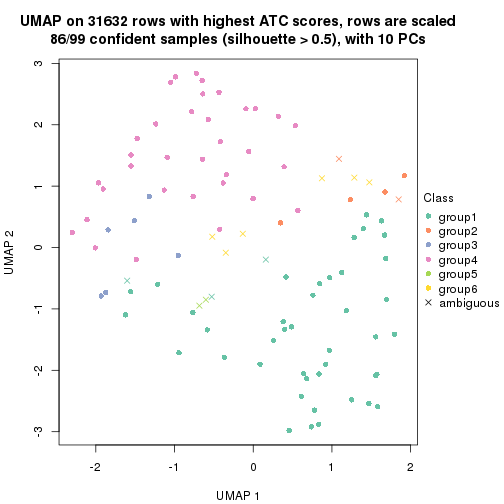 UMAP on 31632 rows with highest ATC scores, rows are scaled
86/99 confident samples (silhouette > 0.5), with 10 PCs
3
2
1
0
-1
-2
-3
UMAP 2
-2
-1
0
1
2
UMAP 1
Class
group1
group2
group3
group4
group5
group6
ambiguous